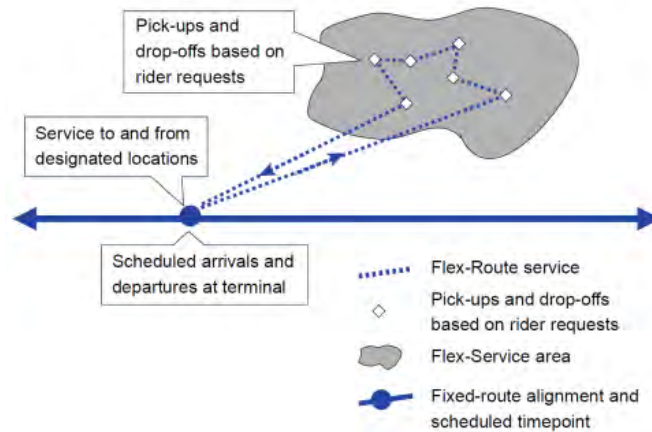 Pick-ups and
drop-offs based on
rider requests
Service to and from
designated locations
Scheduled arrivals and
departures at terminal
Flex-Route service
Pick-ups and drop-offs
based on rider requests
Flex-Service area
Fixed-route alignment and
scheduled timepoint